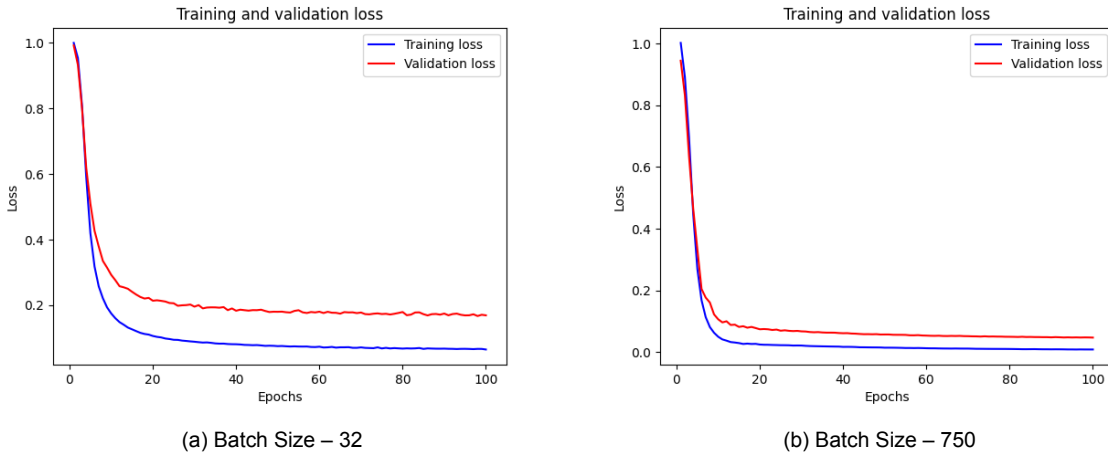 Training and validation loss
Training loss
Validation loss
1.0
0.8
0.6
0.4
0.2
Loss
0
20
40
60
80
100
Epochs
(a) Batch Size – 32
Training and validation loss
Training loss
Validation loss
1.0
0.8
0.6
0.4
0.2
0.0
Loss
0
20
40
60
80
100
Epochs
(b) Batch Size – 750